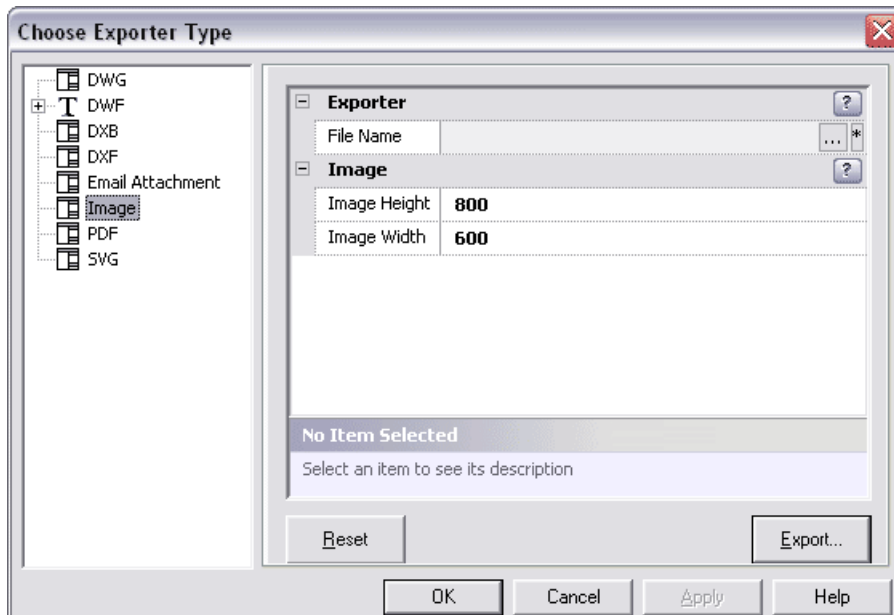 Choose Exporter Type
DWG
DWF
DXB
DXF
Email Attachment
Image
PDF
SVG
Exporter
?
File Name
... *
Image
?
Image Height 800
Image Width 600
No Item Selected
Select an item to see its description
Reset
Export...
OK
Cancel
Apply
Help